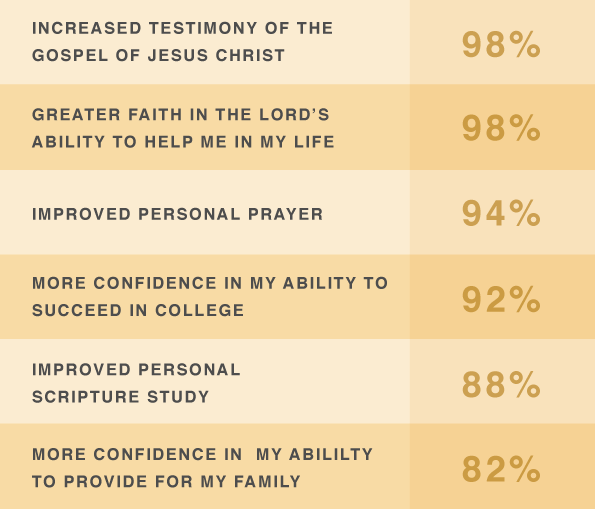 INCREASED TESTIMONY OF THE
GOSPEL OF JESUS CHRIST
98%
GREATER FAITH IN THE LORD’S
ABILITY TO HELP ME IN MY LIFE
98%
IMPROVED PERSONAL PRAYER
94%
MORE CONFIDENCE IN MY ABILITY TO
SUCCEED IN COLLEGE
92%
IMPROVED PERSONAL
SCRIPTURE STUDY
88%
MORE CONFIDENCE IN  MY ABILILTY
TO PROVIDE FOR MY FAMILY
82%